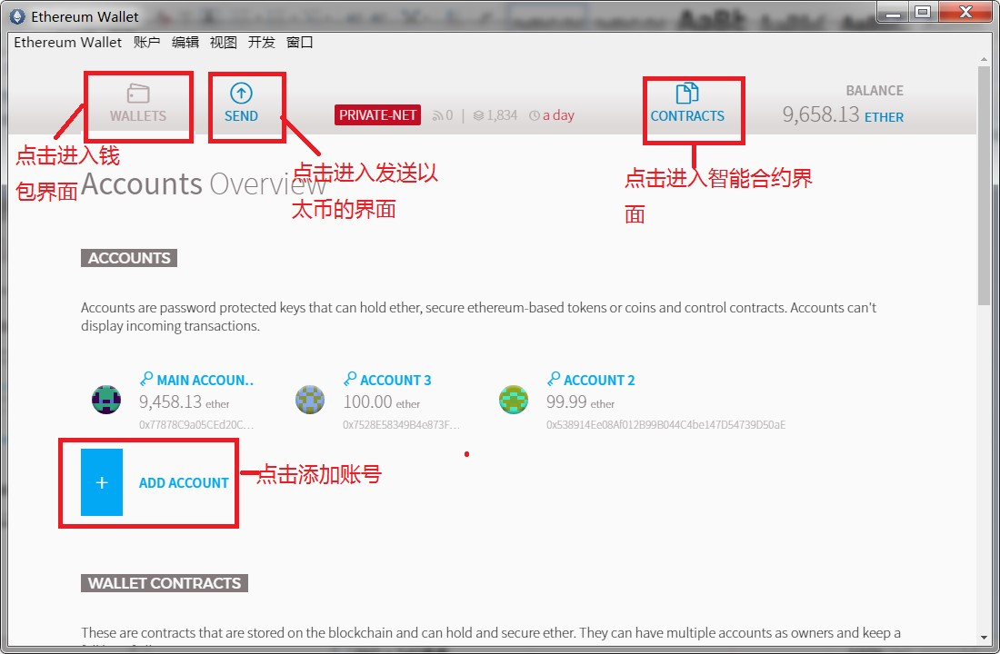 Ethereum Wallet
Ethereum Wallet 账户 编辑 视图 开发 窗口
WALLETS
SEND
PRIVATE-NET 0 | 1,834 a day
CONTRACTS
BALANCE
9,658.13 ETHER
点击进入钱
包界面
点击进入发送以
太币的界面
点击进入智能合约界
面
Accounts Overview
ACCOUNTS
Accounts are password protected keys that can hold ether, secure ethereum-based tokens or coins and control contracts. Accounts can't
display incoming transactions.
MAIN ACCOUN..
9,458.13 ether
0x77878C9a05CEd20C...
ACCOUNT 3
100.00 ether
0x7528E58349B4e873F...
ACCOUNT 2
99.99 ether
0x538914Ee08Af012B99B044C4be147D54739D50aE
+ ADD ACCOUNT
点击添加账号
WALLET CONTRACTS
These are contracts that are stored on the blockchain and can hold and secure ether. They can have multiple accounts as owners and keep a